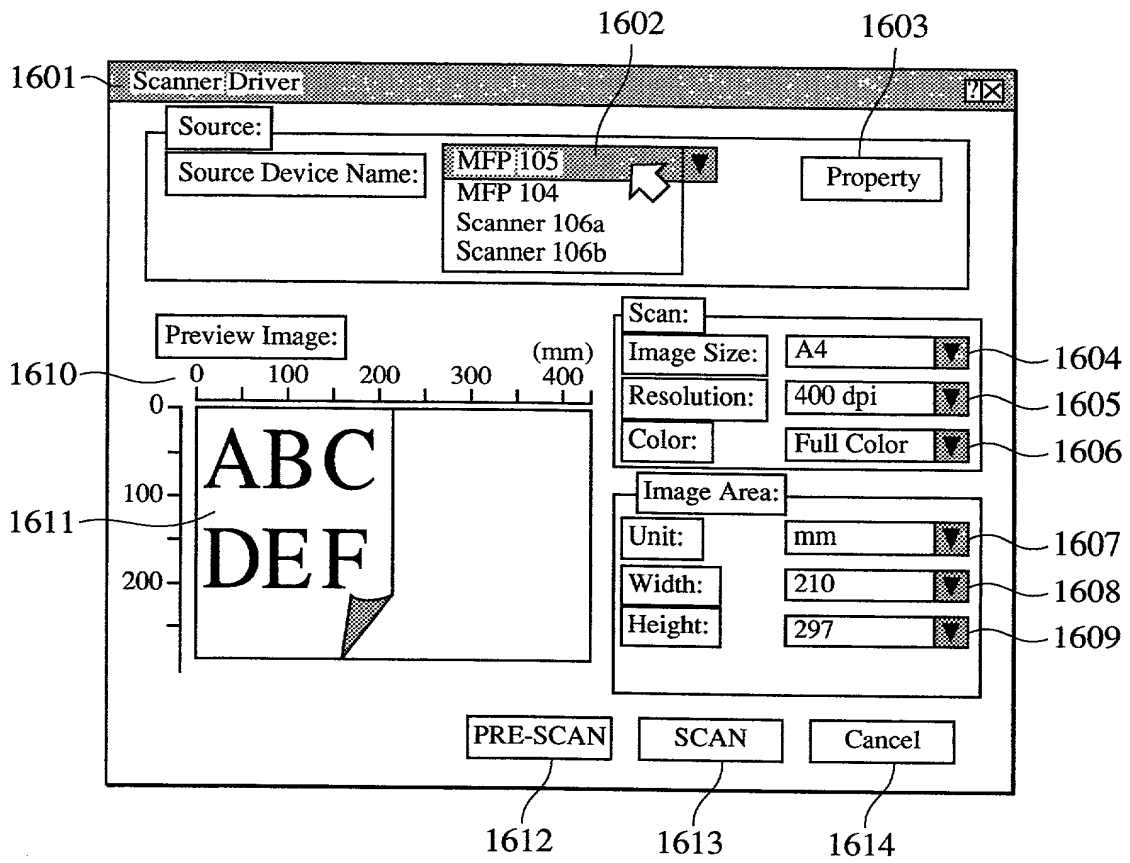 1602 1603
1601 Scanner Driver ?
Source:
Source Device Name: MFP 105 Property
MFP 104
Scanner 106a
Scanner 106b
Preview Image: (mm)
1610 0 100 200 300 400
0
100
200
1611 ABC
DEF
Scan:
Image Size: A4 1604
Resolution: 400 dpi 1605
Color: Full Color 1606
Image Area:
Unit: mm 1607
Width: 210 1608
Height: 297 1609
PRE-SCAN SCAN Cancel
1612 1613 1614